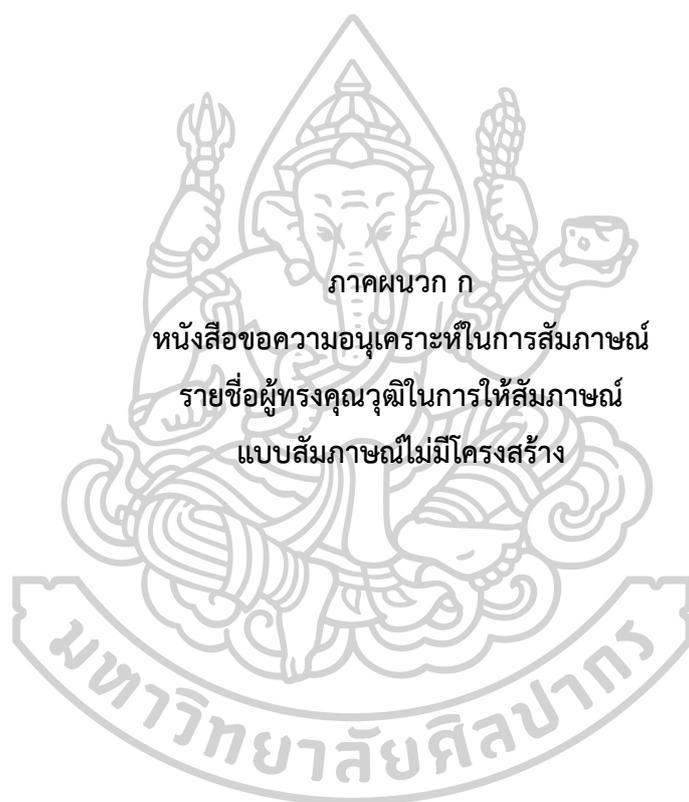 ภาคผนวก ก
หนังสือขอความอนุเคราะห์ในการสัมภาษณ์
รายชื่อผู้ทรงคุณวุฒิในการให้สัมภาษณ์
แบบสัมภาษณ์ไม่มีโครงสร้าง
มหาวิทยาลัยศิลปากร